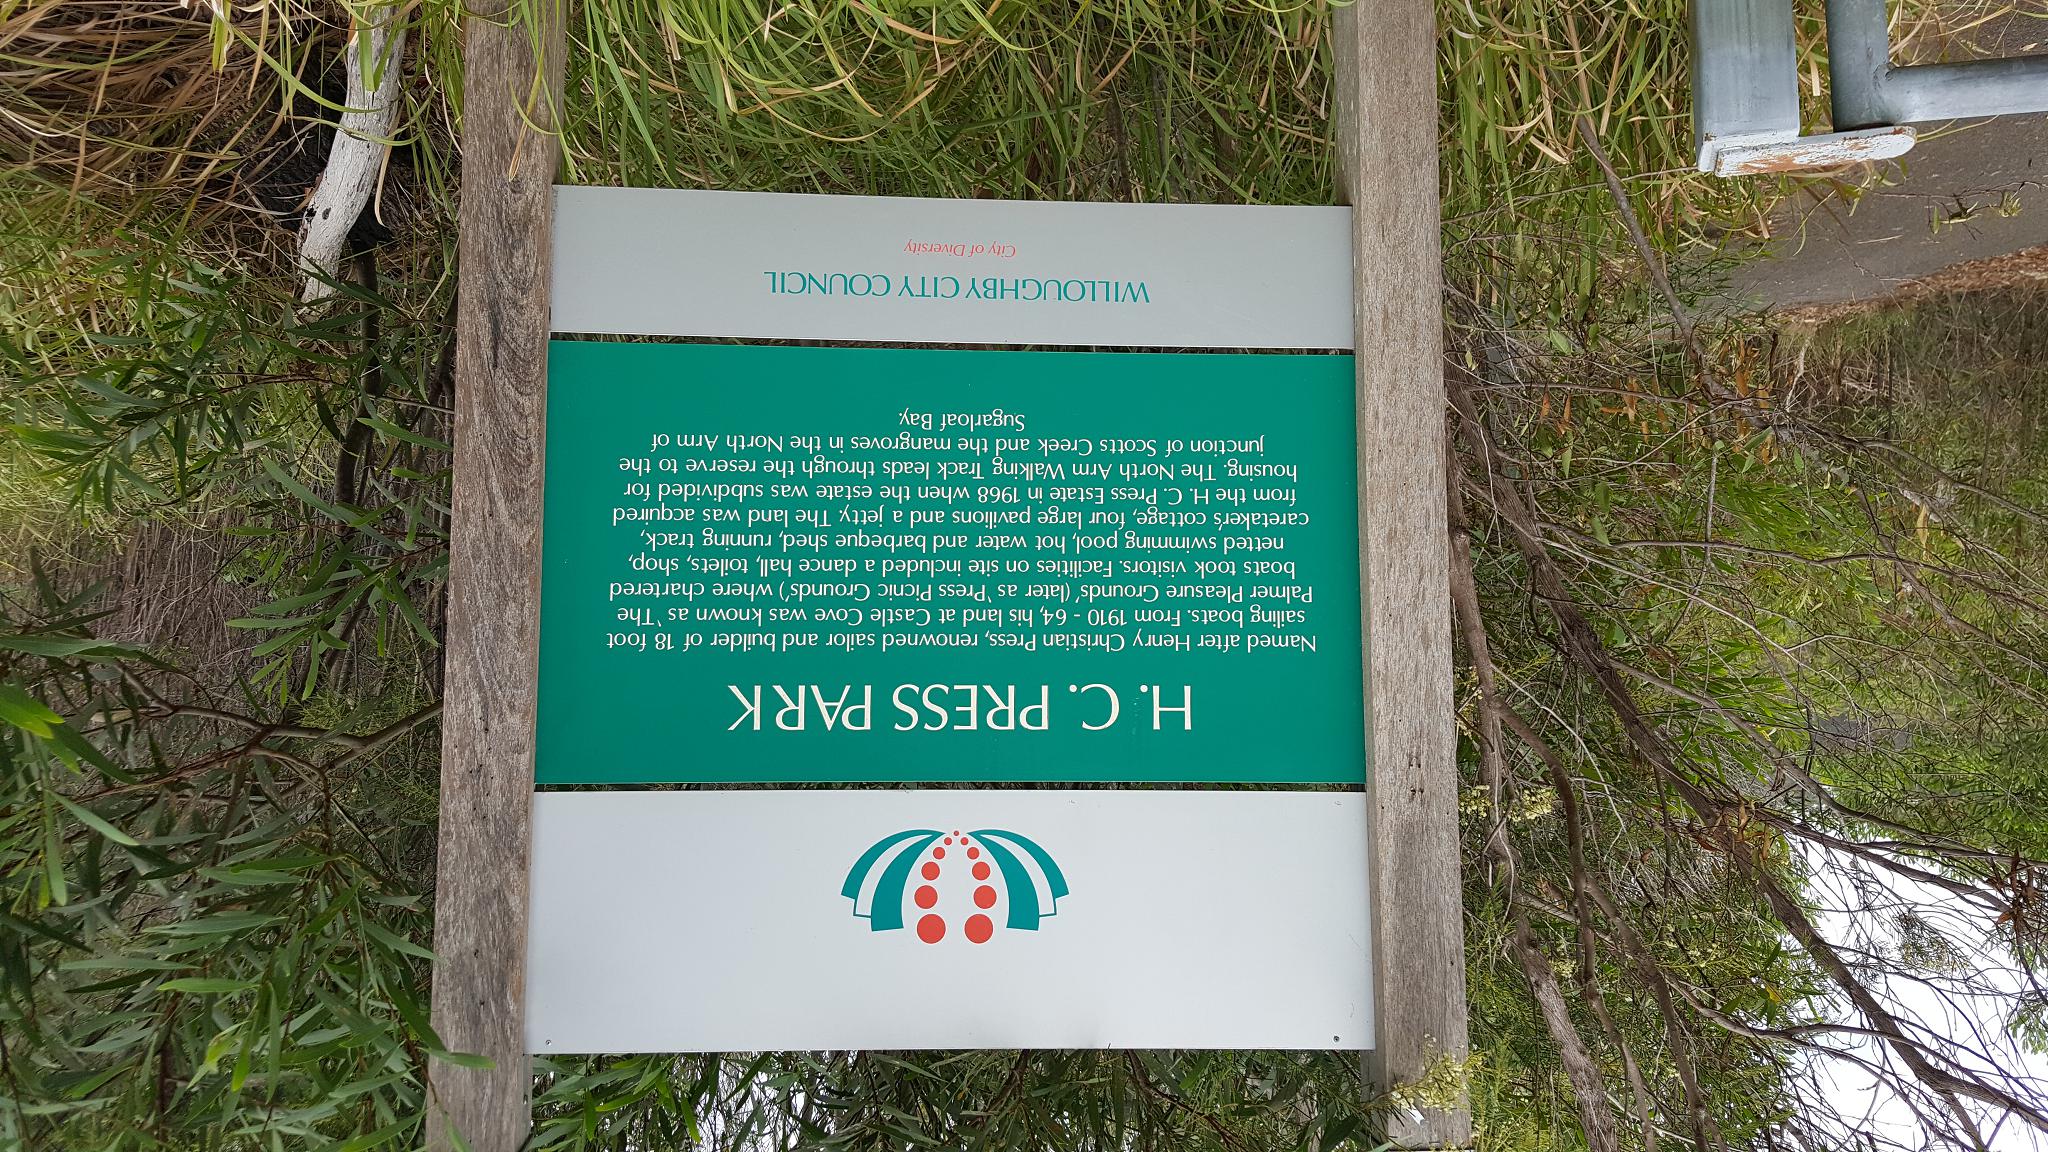 H. C. PRESS PARK
Named after Henry Christian Press, renowned sailor and builder of 18 foot
sailing boats. From 1910 - 64, his land at Castle Cove was known as 'The
Palmer Pleasure Grounds' (later as 'Press Picnic Grounds') where chartered
boats took visitors. Facilities on site included a dance hall, toilets, shop,
netted swimming pool, hot water and barbeque shed, running track,
caretaker's cottage, four large pavilions and a jetty. The land was acquired
from the H. C. Press Estate in 1968 when the estate was subdivided for
housing. The North Arm Walking Track leads through the reserve to the
junction of Scotts Creek and the mangroves in the North Arm of
Sugarloaf Bay.
WILLOUGHBY CITY COUNCIL
City of Diversity